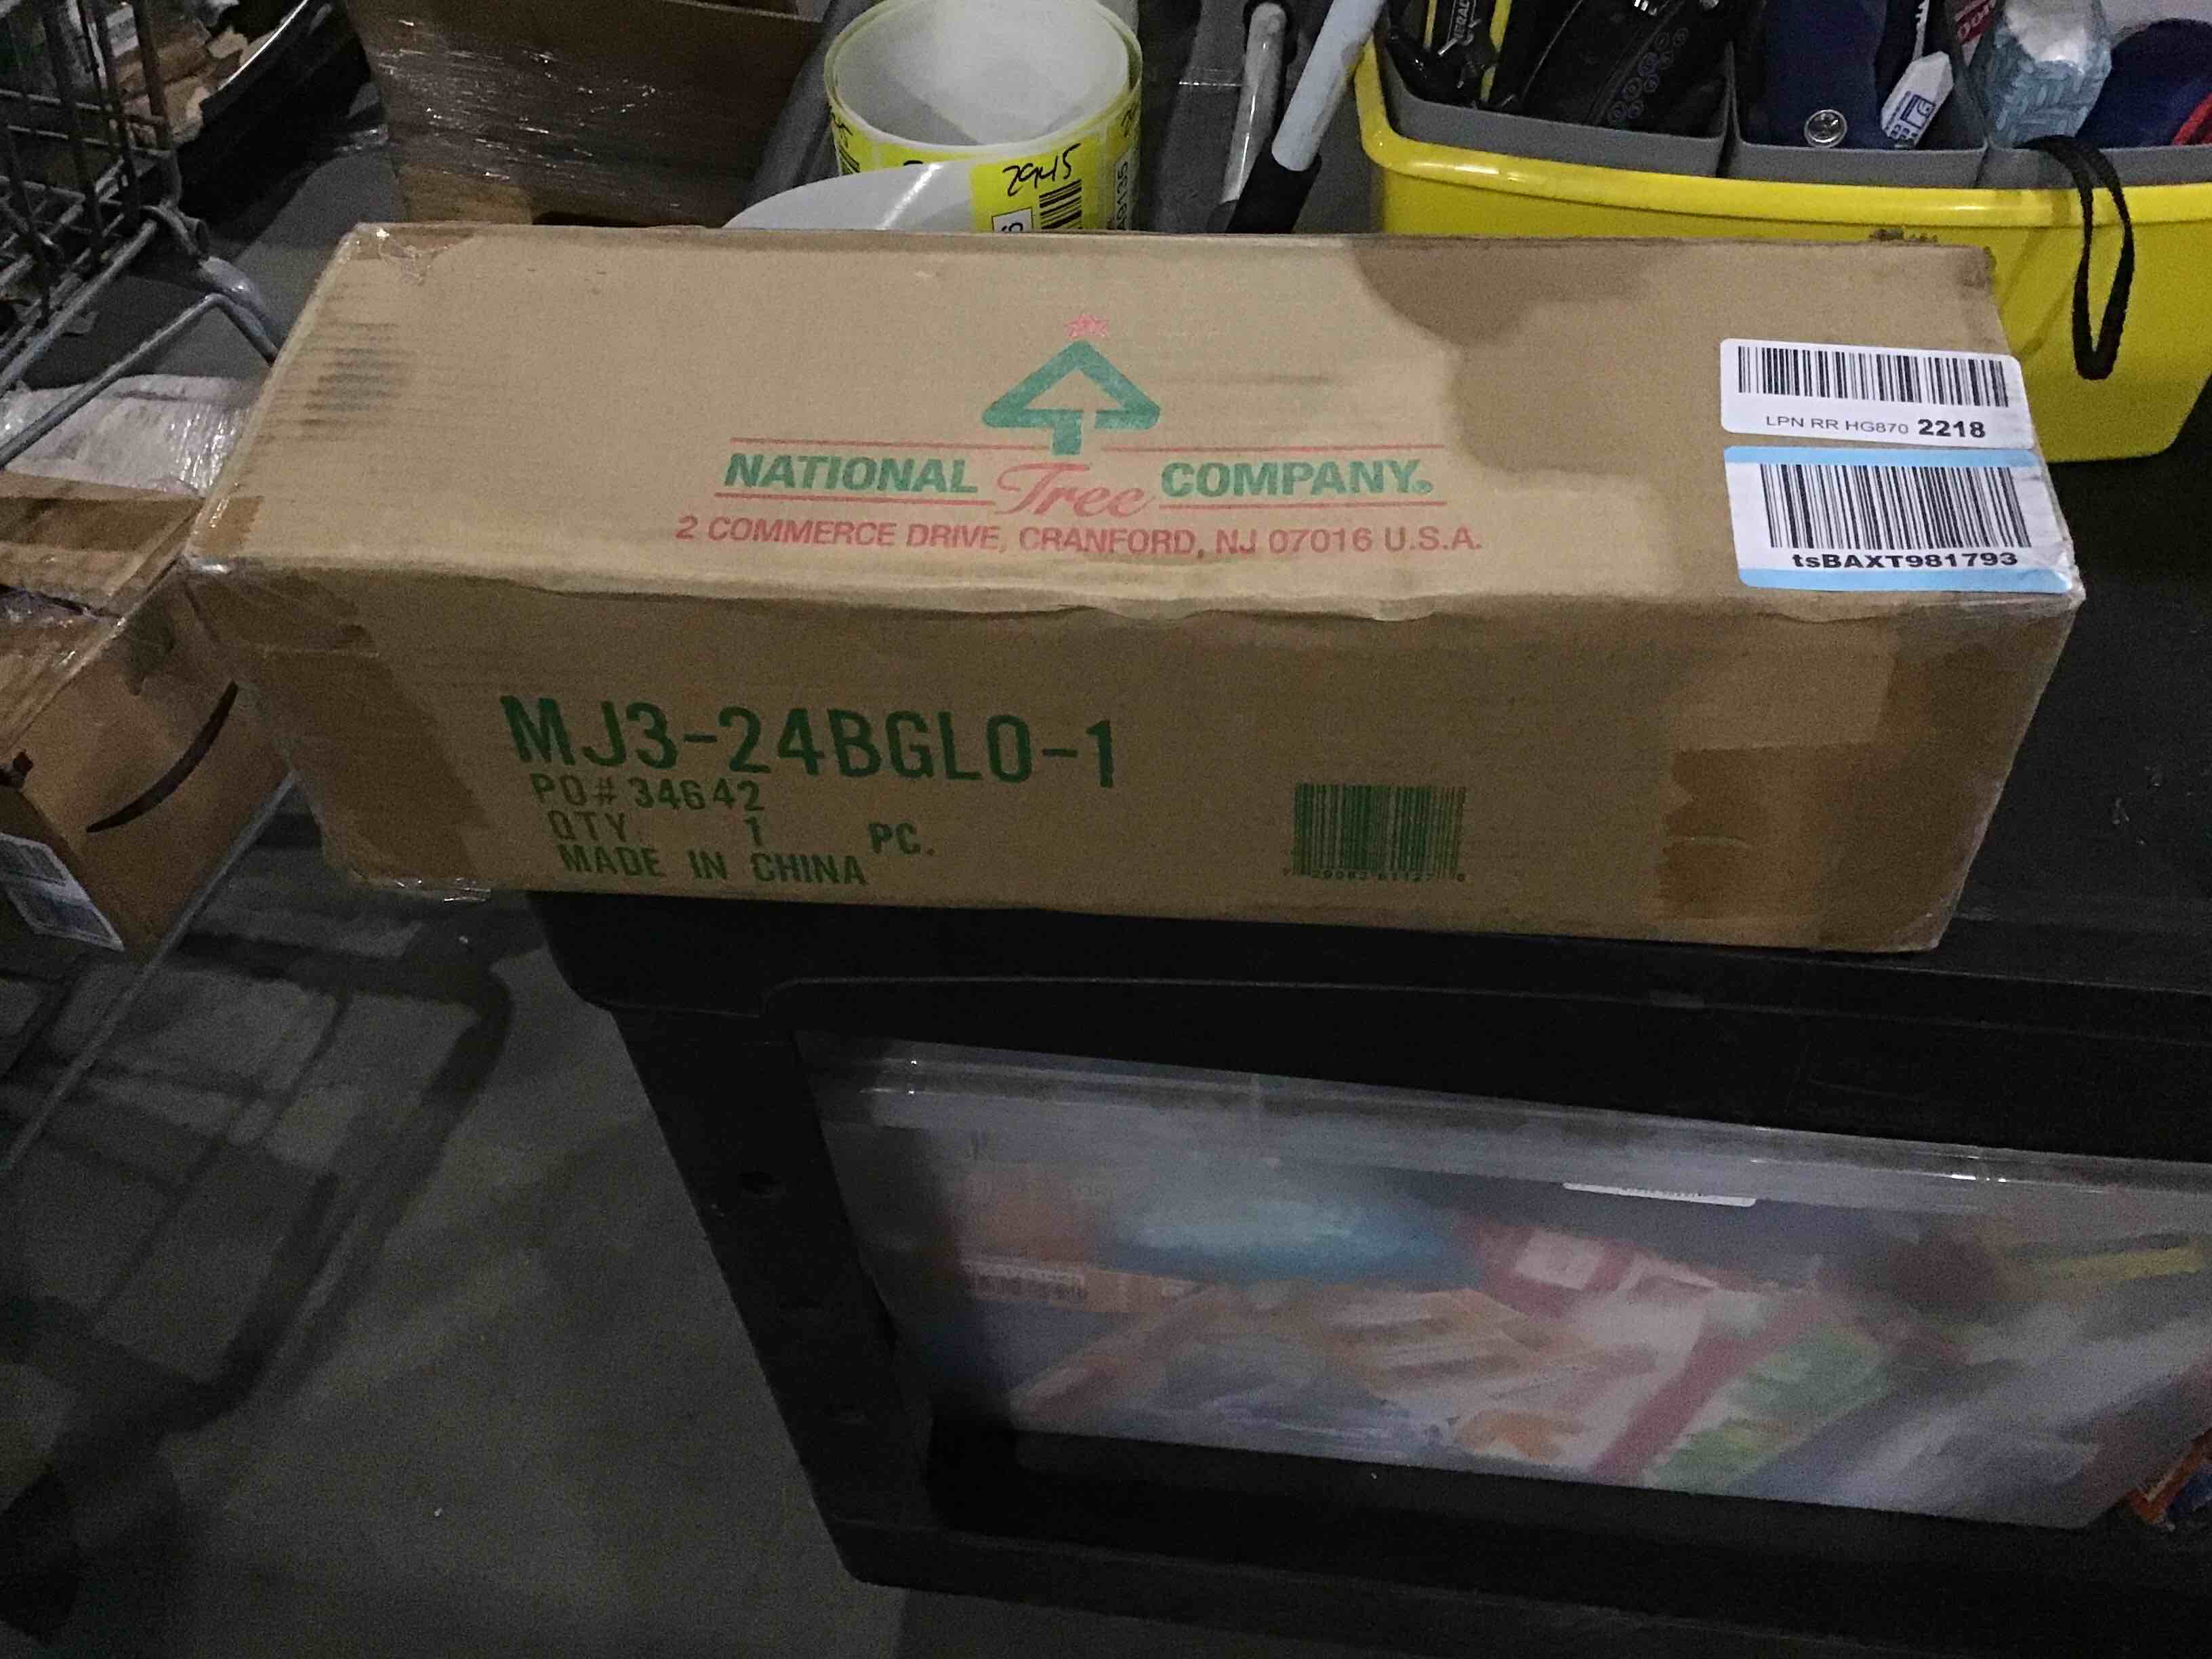 2945
NATIONAL Tree COMPANY®
2 COMMERCE DRIVE, CRANFORD, NJ 07016 U.S.A.
LPN RR HG870 2218
tsBAXT981793
MJ3-24BGLO-1
PO# 34642
QTY. 1 PC.
MADE IN CHINA